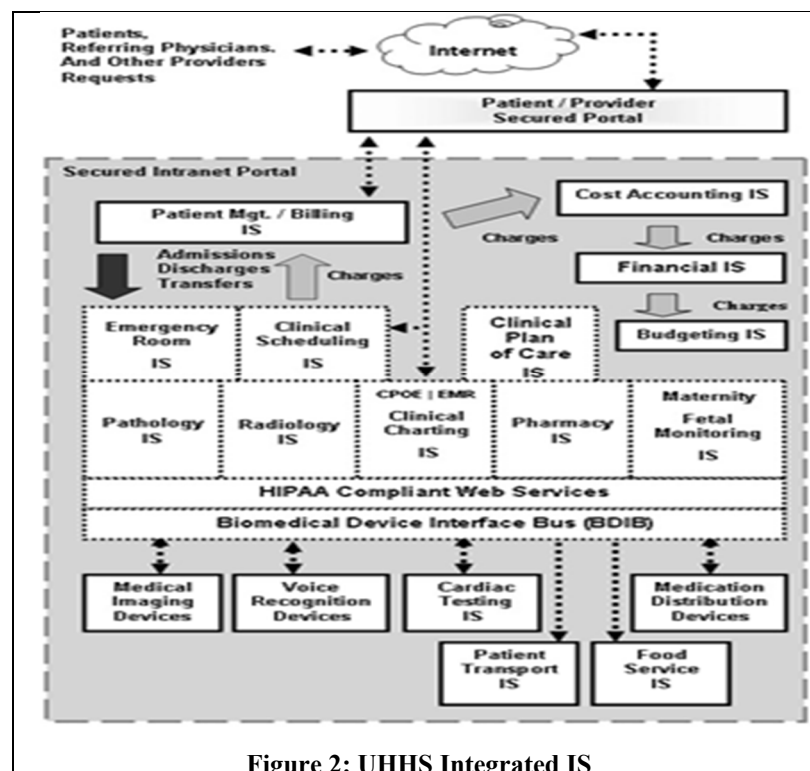 Patients,
Referring Physicians.
And Other Providers
Requests
Internet
Patient / Provider
Secured Portal
Secured Intranet Portal
Patient Mgt. / Billing
IS
Cost Accounting IS
Charges
Charges
Financial IS
Charges
Budgeting IS
Admissions
Discharges
Transfers
Charges
Emergency
Room
IS
Clinical
Scheduling
IS
Clinical
Plan
of Care
IS
Pathology
IS
Radiology
IS
CPOE | EMR
Clinical
Charting
IS
Pharmacy
IS
Maternity
Fetal
Monitoring
IS
HIPAA Compliant Web Services
Biomedical Device Interface Bus (BDIB)
Medical
Imaging
Devices
Voice
Recognition
Devices
Cardiac
Testing
IS
Medication
Distribution
Devices
Patient
Transport
IS
Food
Service
IS
Figure 2: UHHS Integrated IS